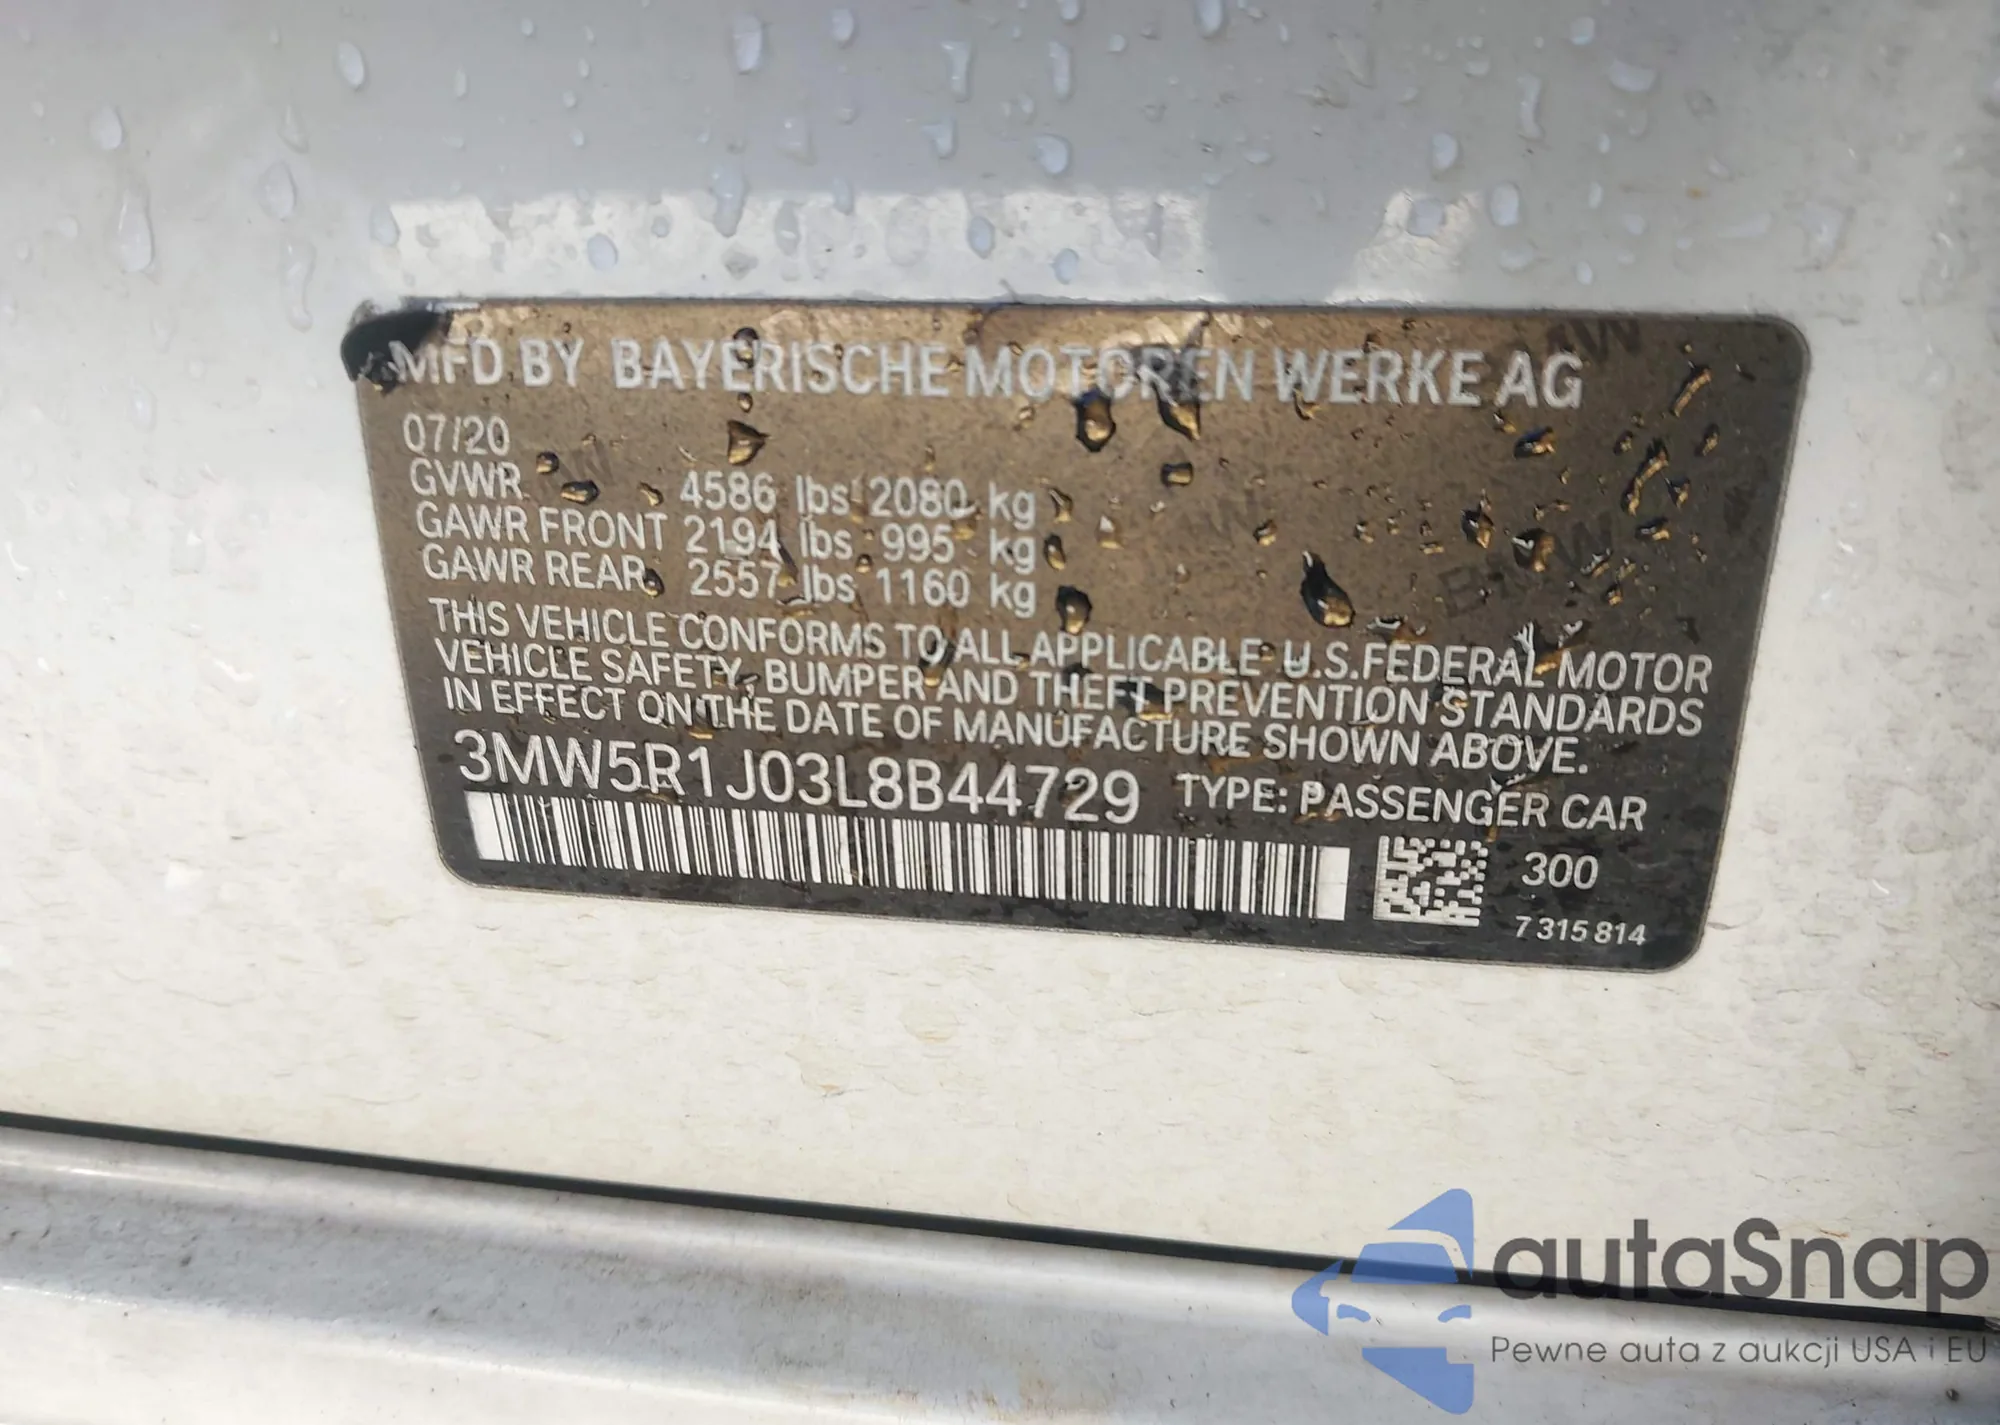 MFD BY BAYERISCHE MOTOREN WERKE AG
07/20
GVWR 4586 lbs 2080 kg
GAWR FRONT 2194 lbs 995 kg
GAWR REAR 2557 lbs 1160 kg
THIS VEHICLE CONFORMS TO ALL APPLICABLE U.S.FEDERAL MOTOR
VEHICLE SAFETY, BUMPER AND THEFT PREVENTION STANDARDS
IN EFFECT ON THE DATE OF MANUFACTURE SHOWN ABOVE.
3MW5R1J03L8B44729 TYPE: PASSENGER CAR
300
7 315 814
autaSnap
Pewne auta z aukcji USA i EU